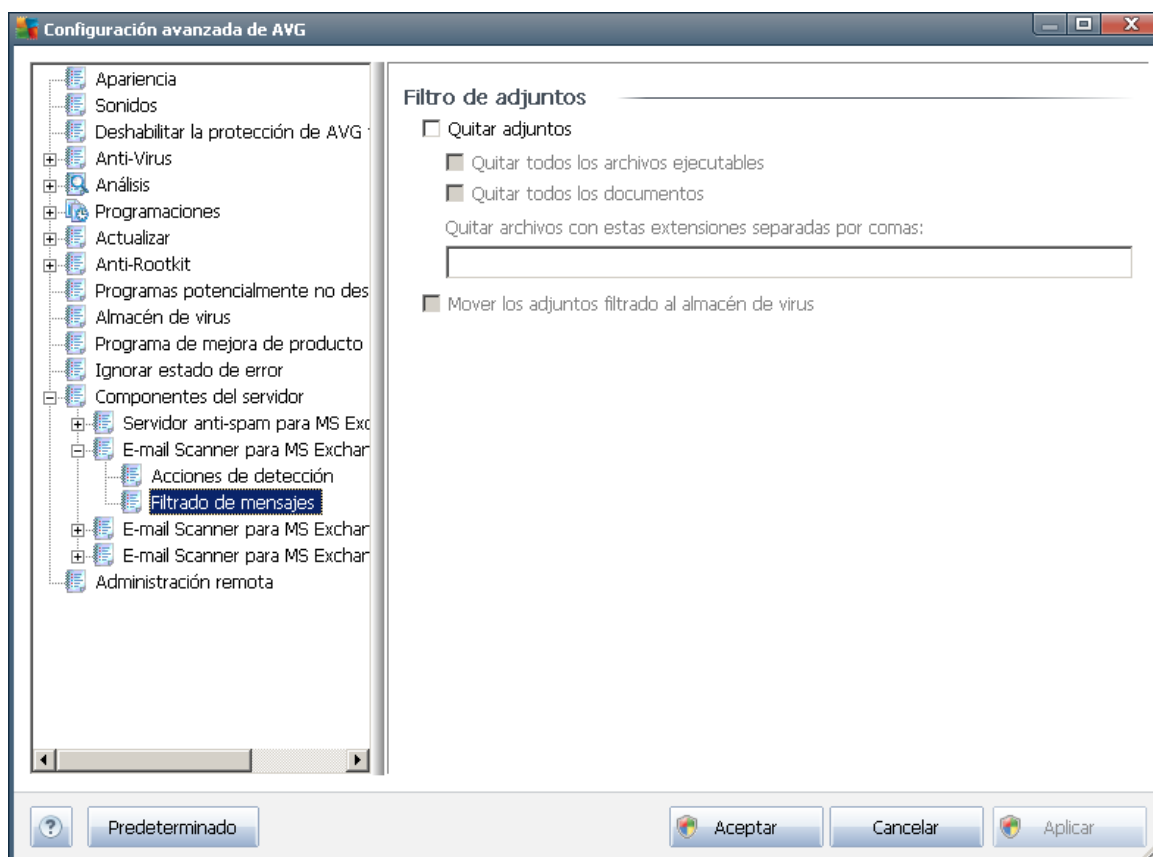 Configuración avanzada de AVG
Apariencia
Sonidos
Deshabilitar la protección de AVG
Anti-Virus
Análisis
Programaciones
Actualizar
Anti-Rootkit
Programas potencialmente no des
Almacén de virus
Programa de mejora de producto
Ignorar estado de error
Componentes del servidor
Servidor anti-spam para MS Exc
E-mail Scanner para MS Exchan
Acciones de detección
Filtrado de mensajes
E-mail Scanner para MS Exchan
E-mail Scanner para MS Exchan
Administración remota
Filtro de adjuntos
Quitar adjuntos
Quitar todos los archivos ejecutables
Quitar todos los documentos
Quitar archivos con estas extensiones separadas por comas:
Mover los adjuntos filtrado al almacén de virus
?
Predeterminado
Aceptar
Cancelar
Aplicar